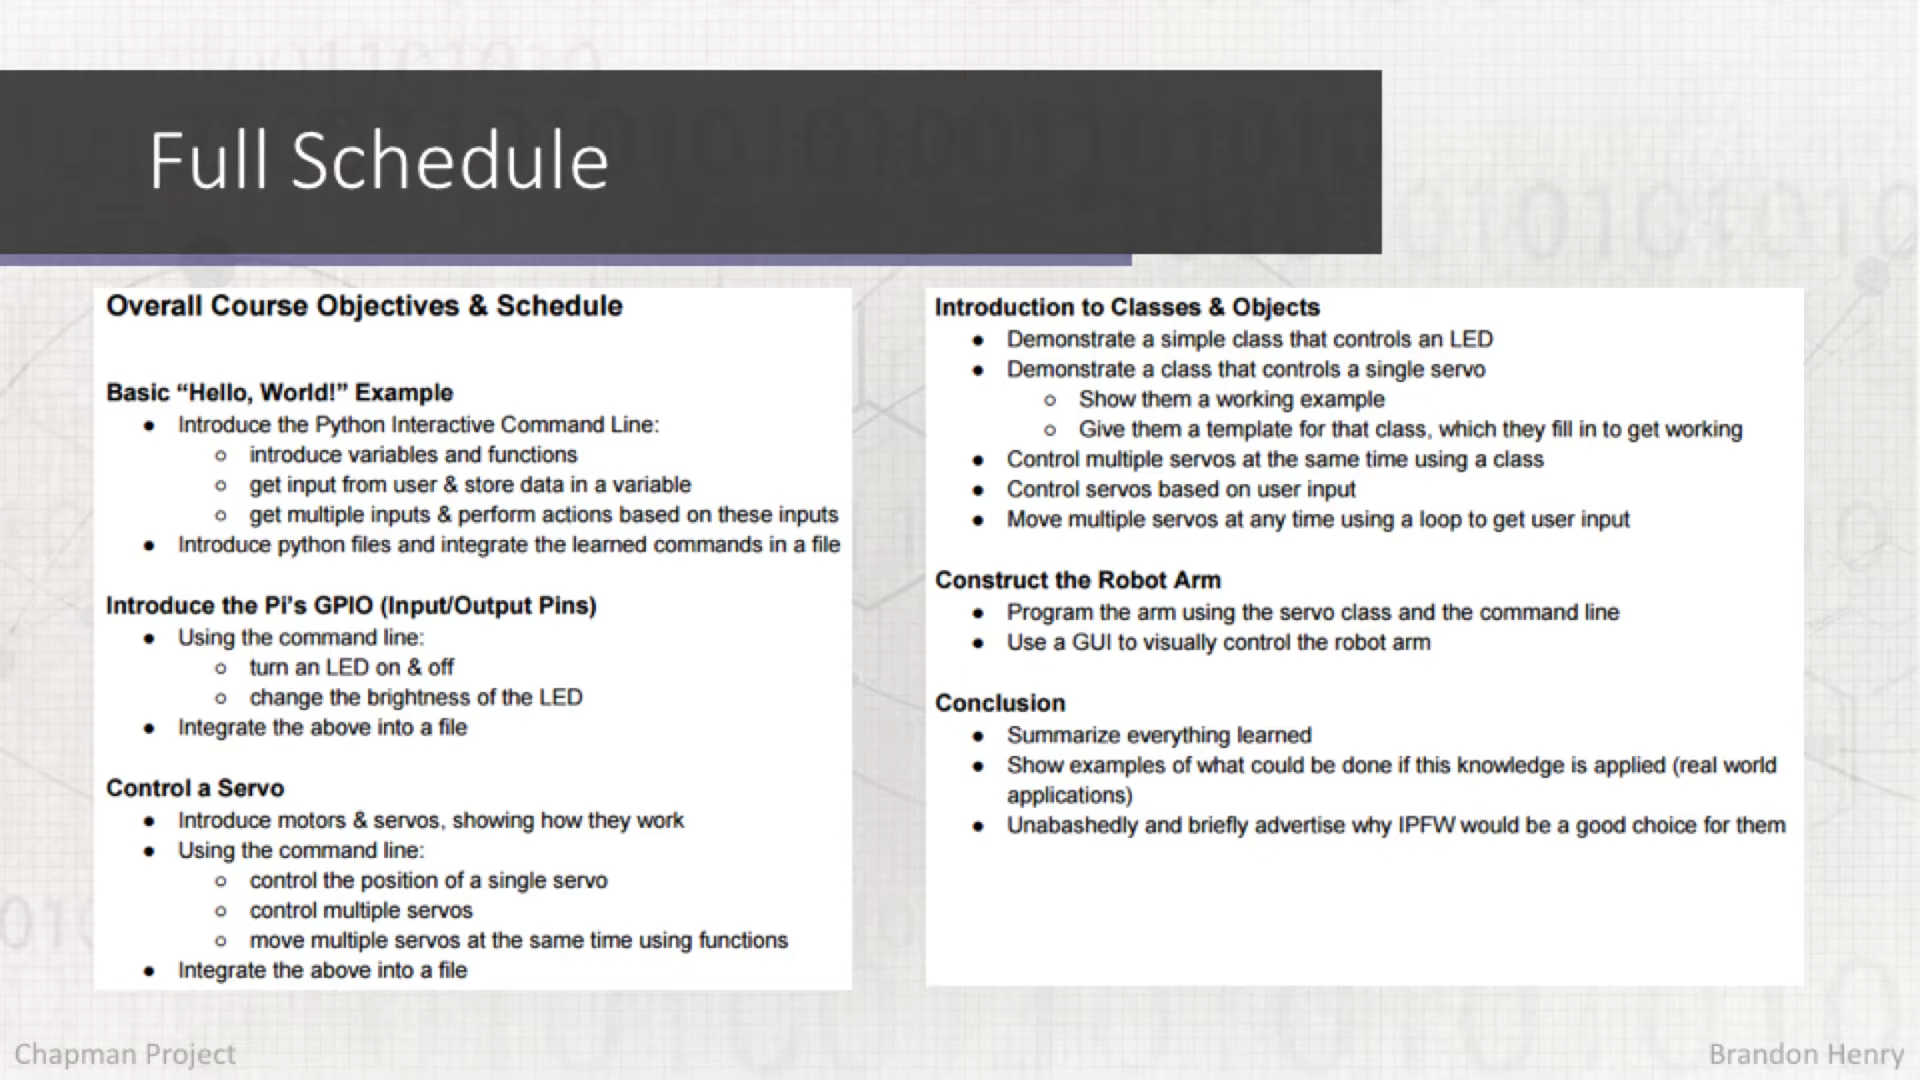 Full Schedule
Overall Course Objectives & Schedule
Basic “Hello, World!” Example
● Introduce the Python Interactive Command Line:
○ introduce variables and functions
○ get input from user & store data in a variable
○ get multiple inputs & perform actions based on these inputs
● Introduce python files and integrate the learned commands in a file
Introduce the Pi’s GPIO (Input/Output Pins)
● Using the command line:
○ turn an LED on & off
○ change the brightness of the LED
● Integrate the above into a file
Control a Servo
● Introduce motors & servos, showing how they work
● Using the command line:
○ control the position of a single servo
○ control multiple servos
○ move multiple servos at the same time using functions
● Integrate the above into a file
Introduction to Classes & Objects
● Demonstrate a simple class that controls an LED
● Demonstrate a class that controls a single servo
○ Show them a working example
○ Give them a template for that class, which they fill in to get working
● Control multiple servos at the same time using a class
● Control servos based on user input
● Move multiple servos at any time using a loop to get user input
Construct the Robot Arm
● Program the arm using the servo class and the command line
● Use a GUI to visually control the robot arm
Conclusion
● Summarize everything learned
● Show examples of what could be done if this knowledge is applied (real world
applications)
● Unabashedly and briefly advertise why IPFW would be a good choice for them
Chapman Project
Brandon Henry